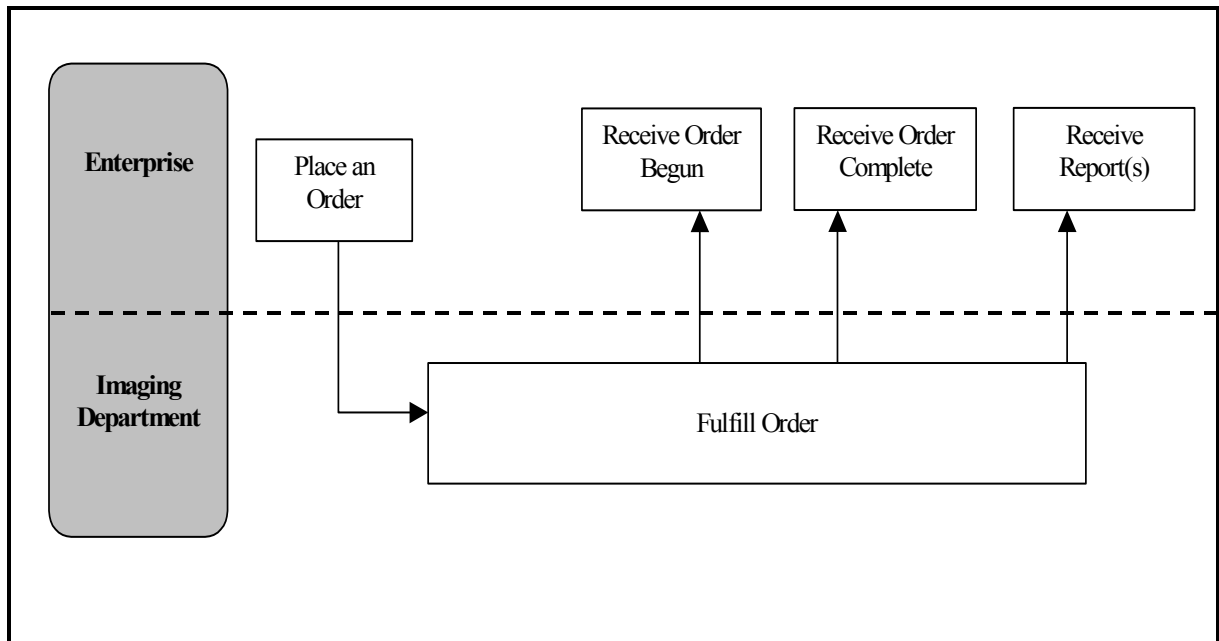 Enterprise
Place an
Order
Receive Order
Begun
Receive Order
Complete
Receive
Report(s)
Imaging
Department
Fulfill Order